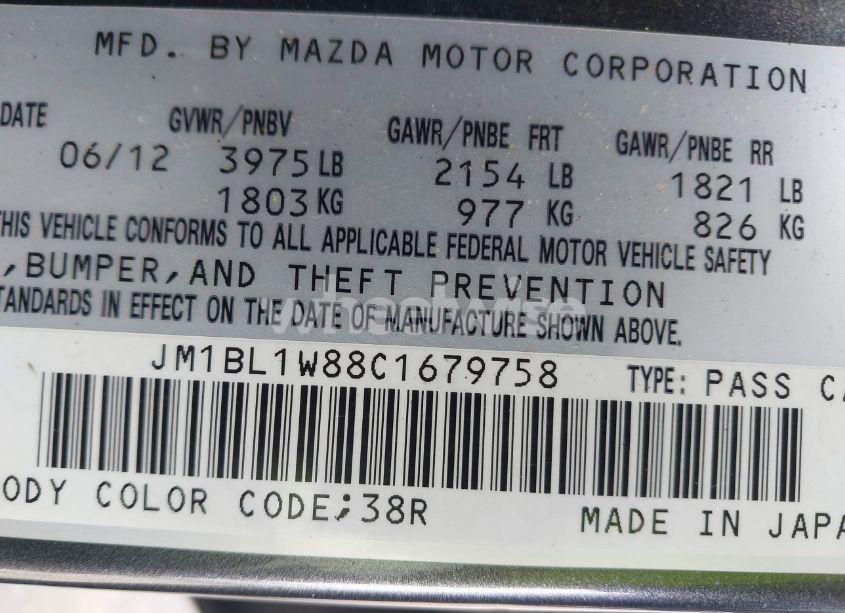 MFD. BY MAZDA MOTOR CORPORATION
DATE GVWR/PNBV GAWR/PNBE FRT GAWR/PNBE RR
06/12 3975 LB 2154 LB 1821 LB
1803 KG 977 KG 826 KG
THIS VEHICLE CONFORMS TO ALL APPLICABLE FEDERAL MOTOR VEHICLE SAFETY
,BUMPER,AND THEFT PREVENTION
TANDARDS IN EFFECT ON THE DATE OF MANUFACTURE SHOWN ABOVE.
JM1BL1W88C1679758 TYPE: PASS CA
ODY COLOR CODE;38R MADE IN JAPA